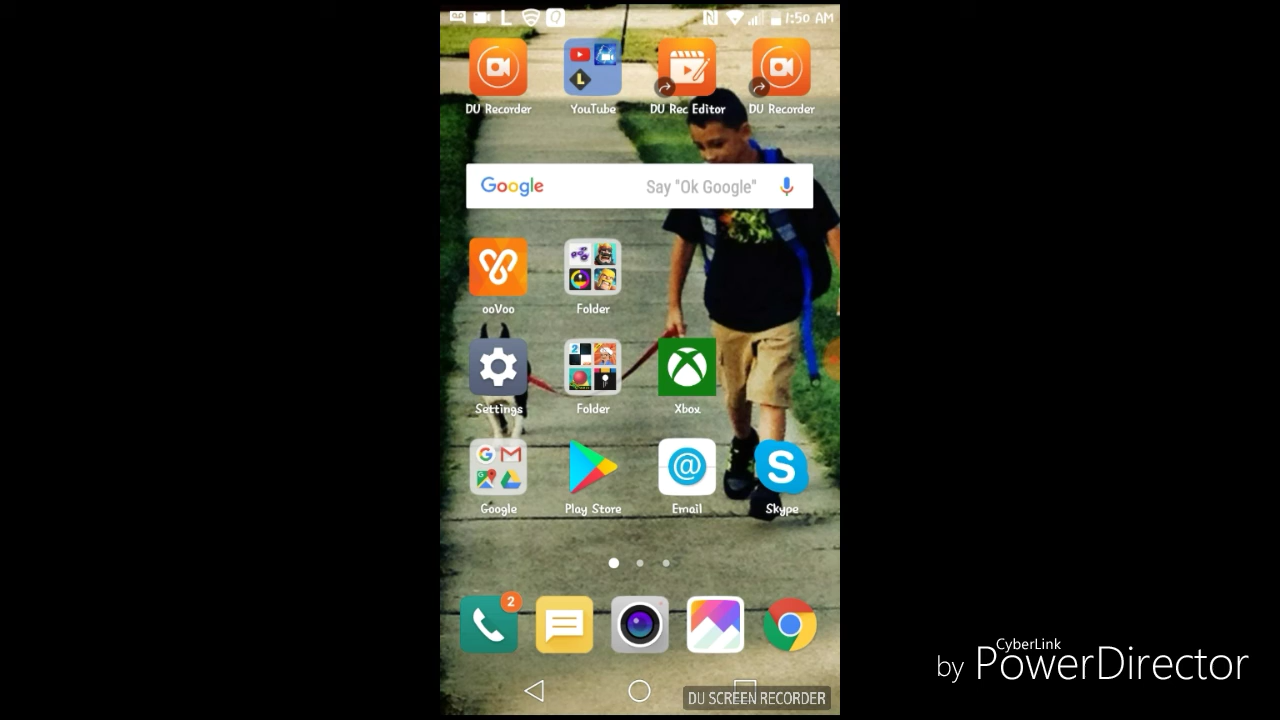 L 1:50 AM
DU Recorder YouTube DU Rec Editor DU Recorder
L
Google Say "Ok Google"
ooVoo Folder
2
Settings Folder Xbox
G
@ S
Google Play Store Email Skype
2
DU SCREEN RECORDER
CyberLink
by PowerDirector